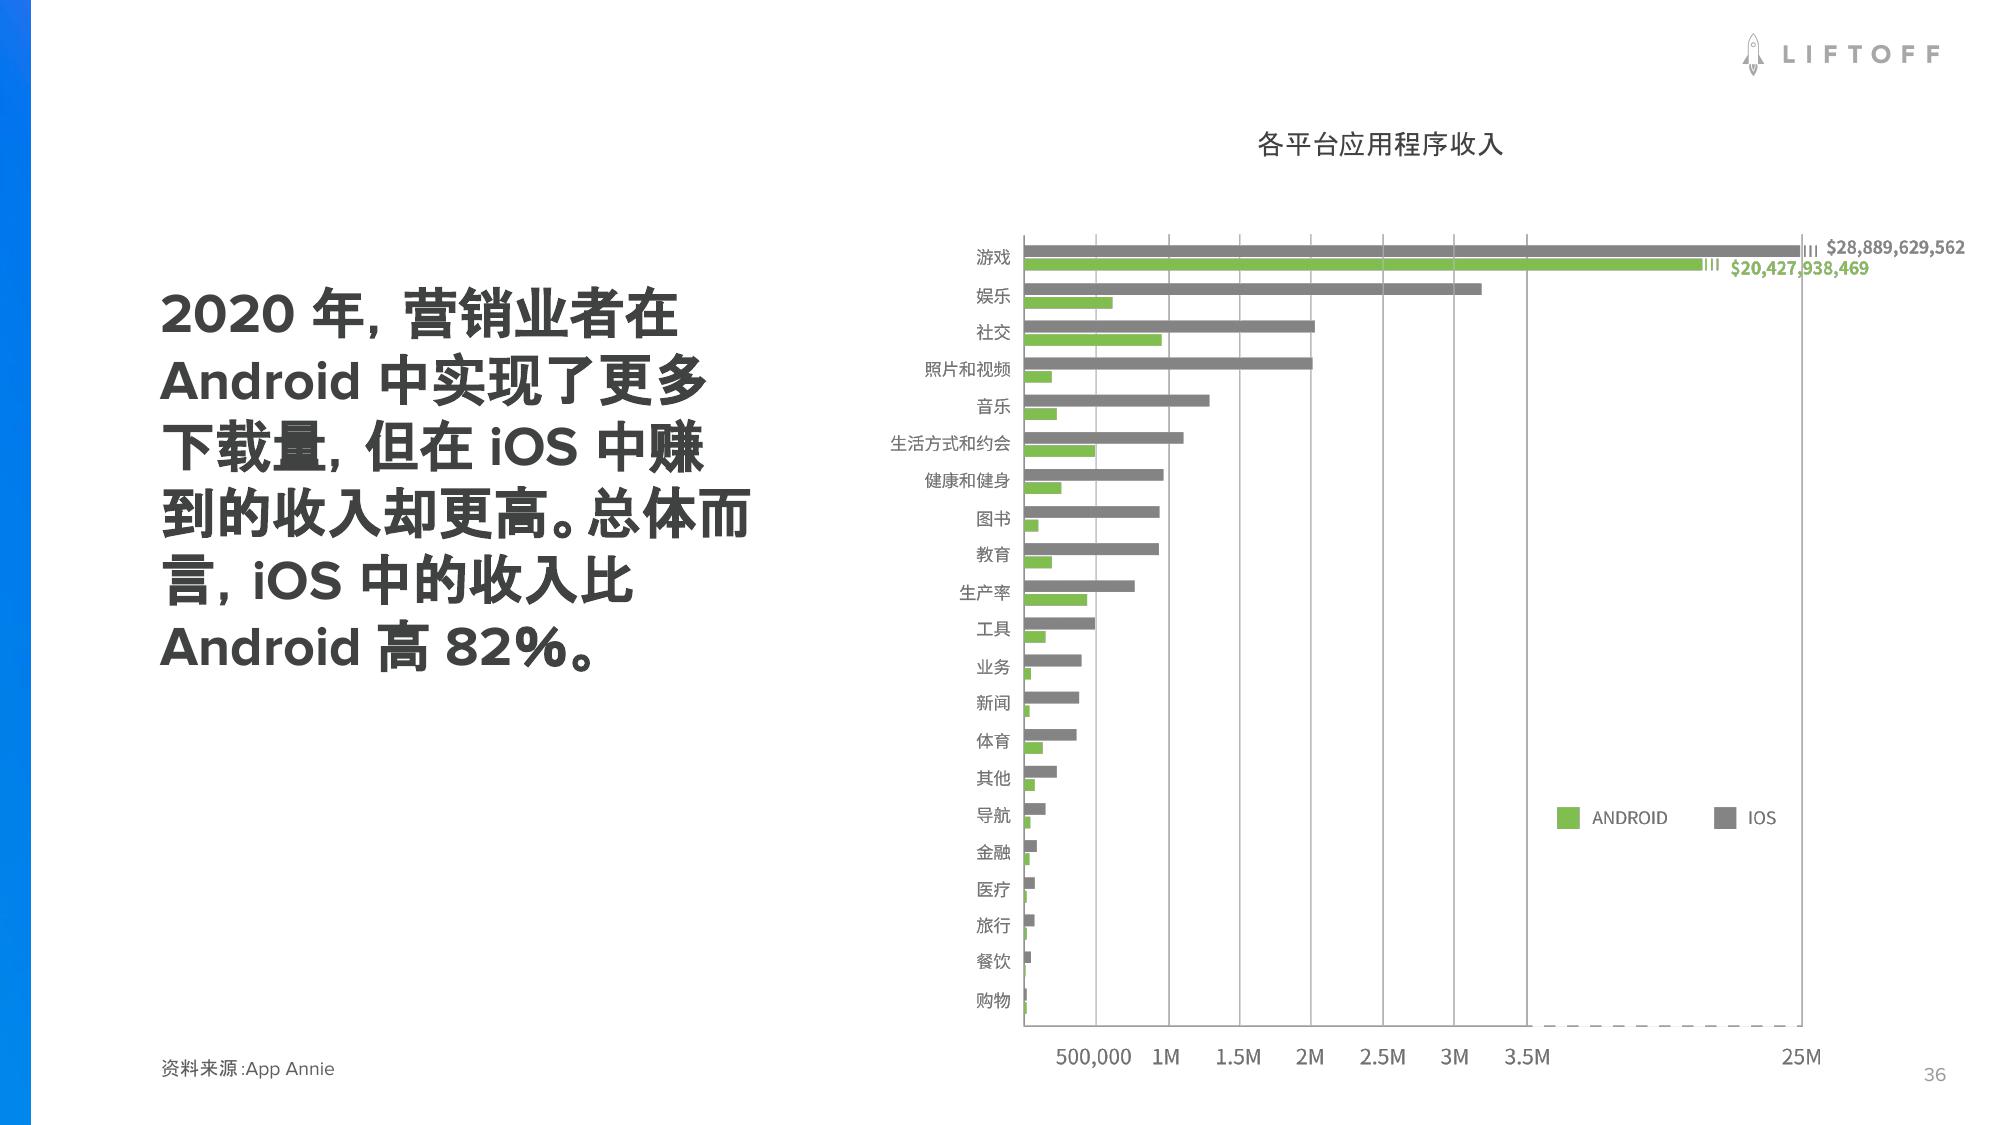 LIFTOFF
各平台应用程序收入
2020 年，营销业者在
Android 中实现了更多
下载量，但在 iOS 中赚
到的收入却更高。总体而
言，iOS 中的收入比
Android 高 82%。
游戏
$28,889,629,562
$20,427,938,469
娱乐
社交
照片和视频
音乐
生活方式和约会
健康和健身
图书
教育
生产率
工具
业务
新闻
体育
其他
导航
金融
医疗
旅行
餐饮
购物
ANDROID IOS
500,000 1M 1.5M 2M 2.5M 3M 3.5M 25M
资料来源:App Annie
36